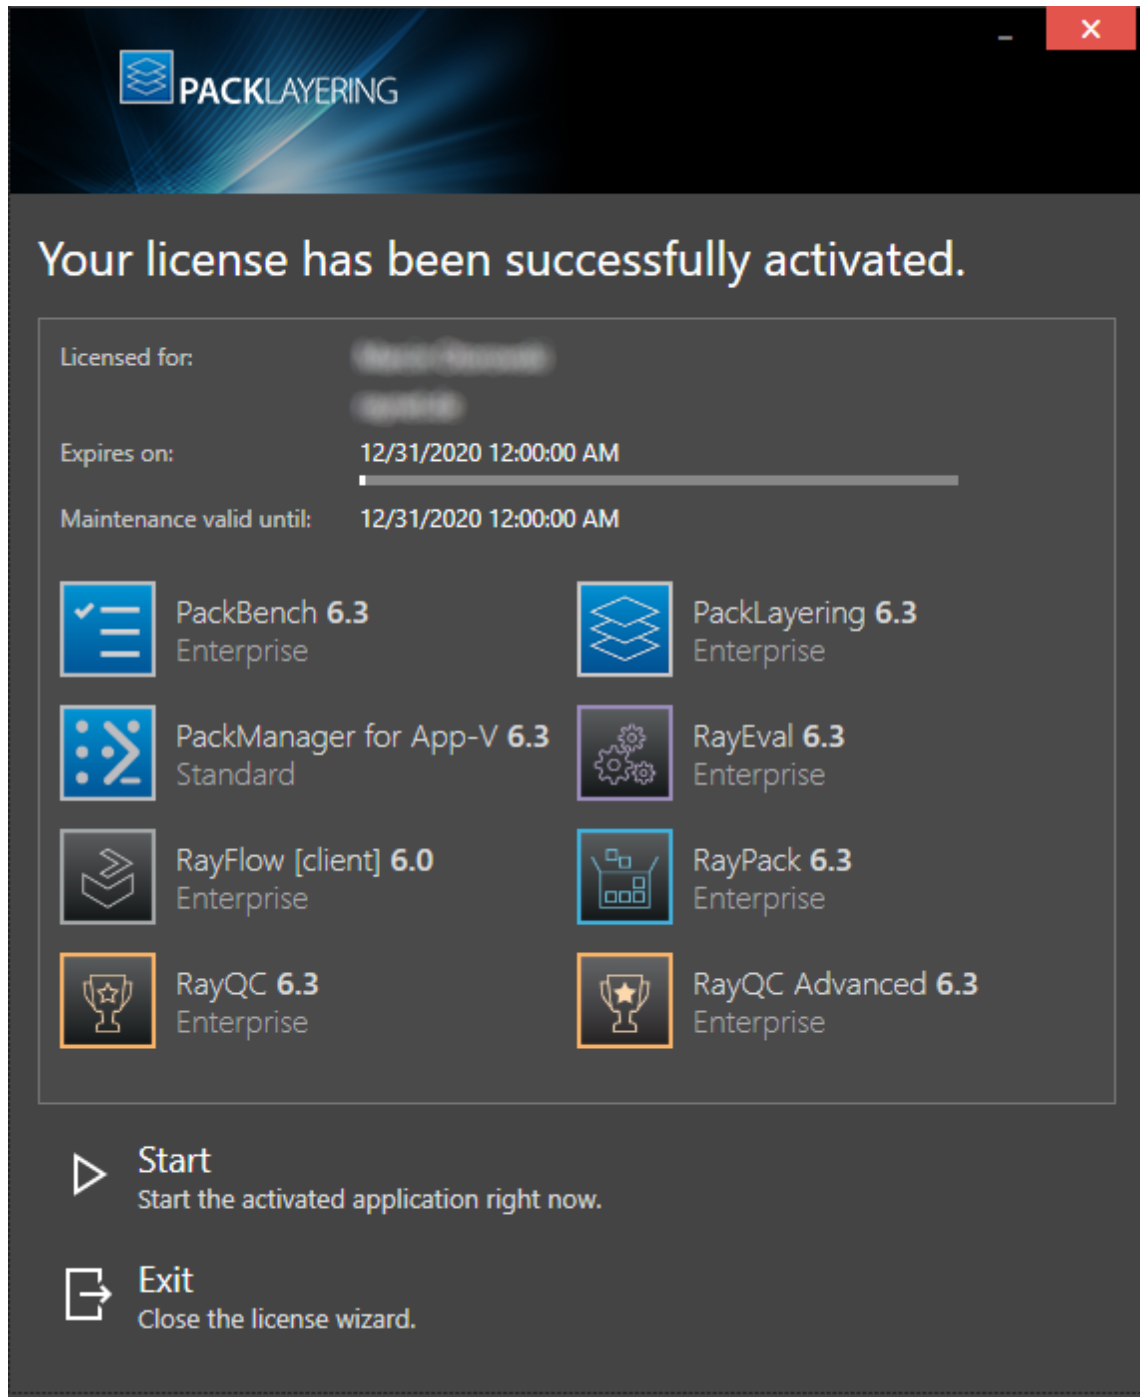 PACKLAYERING
Your license has been successfully activated.
Licensed for:
Expires on: 12/31/2020 12:00:00 AM
Maintenance valid until: 12/31/2020 12:00:00 AM
PackBench 6.3
Enterprise
PackLayering 6.3
Enterprise
PackManager for App-V 6.3
Standard
RayEval 6.3
Enterprise
RayFlow [client] 6.0
Enterprise
RayPack 6.3
Enterprise
RayQC 6.3
Enterprise
RayQC Advanced 6.3
Enterprise
Start
Start the activated application right now.
Exit
Close the license wizard.